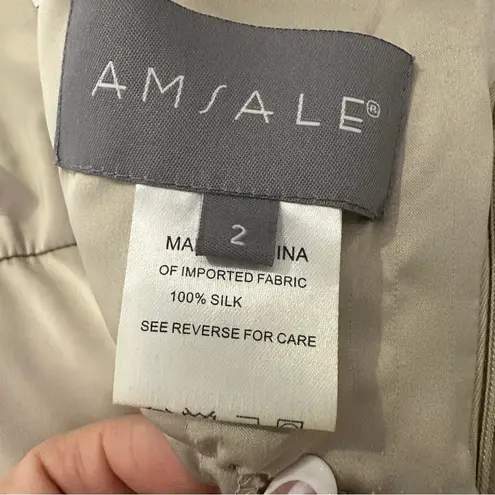 AMSALE®
2
MA INA
OF IMPORTED FABRIC
100% SILK
SEE REVERSE FOR CARE